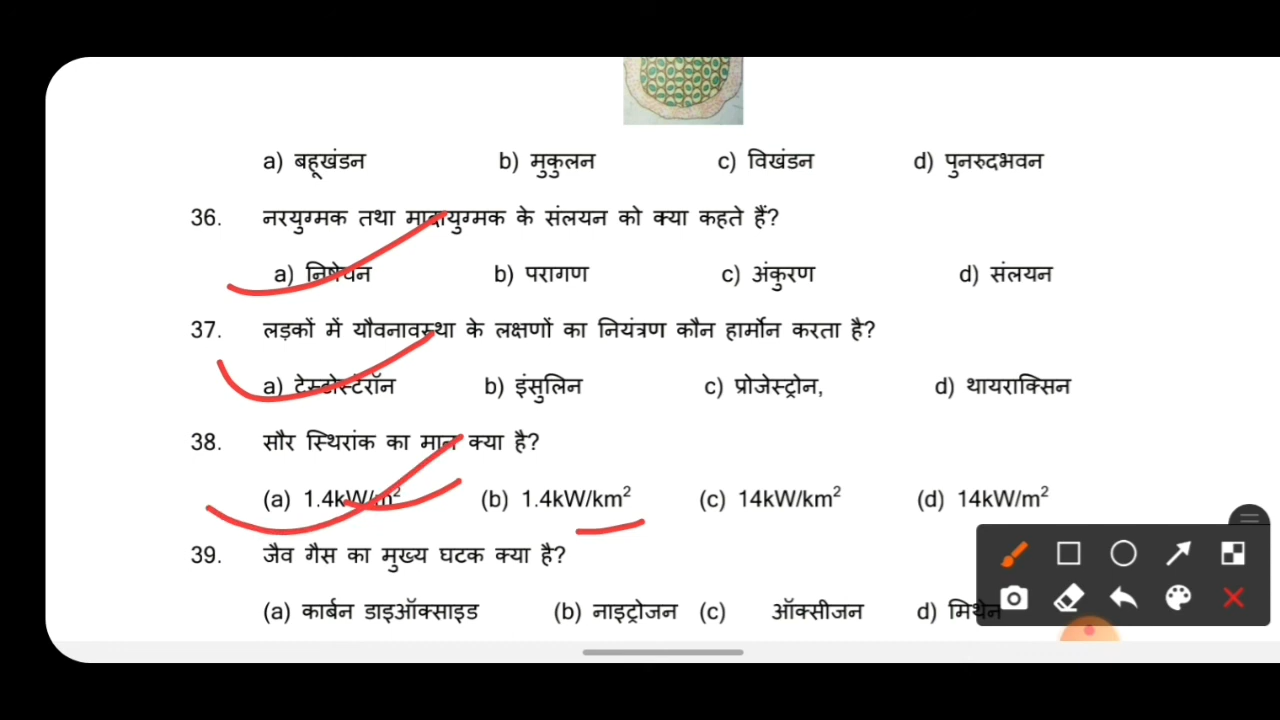 a) बहूखंडन b) मुकुलन c) विखंडन d) पुनरुदभवन
36. नरयुग्मक तथा मादायुग्मक के संलयन को क्या कहते हैं?
a) निषेचन b) परागण c) अंकुरण d) संलयन
37. लड़कों में यौवनावस्था के लक्षणों का नियंत्रण कौन हार्मोन करता है?
a) टेस्टोस्टेरॉन b) इंसुलिन c) प्रोजेस्ट्रोन, d) थायराक्सिन
38. सौर स्थिरांक का मान क्या है?
(a) 1.4kW/m² (b) 1.4kW/km² (c) 14kW/km² (d) 14kW/m²
39. जैव गैस का मुख्य घटक क्या है?
(a) कार्बन डाइऑक्साइड (b) नाइट्रोजन (c) ऑक्सीजन d) मिथेन